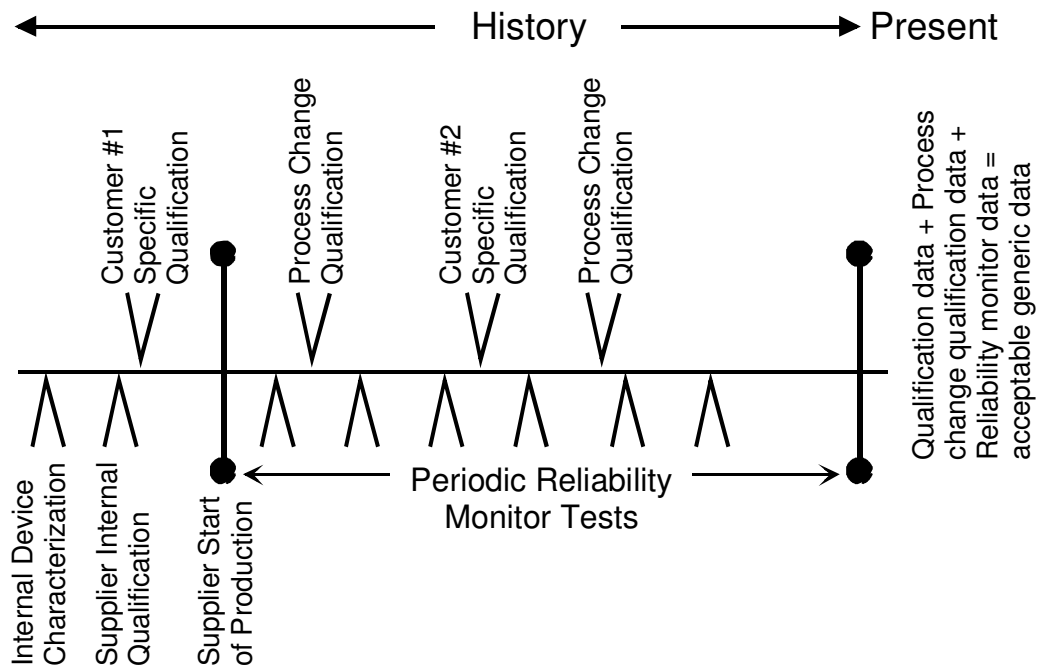 History
Present
Customer #1
Specific
Qualification
Process Change
Qualification
Customer #2
Specific
Qualification
Process Change
Qualification
Qualification data + Process
change qualification data +
Reliability monitor data =
acceptable generic data
Internal Device
Characterization
Supplier Internal
Qualification
Supplier Start
of Production
Periodic Reliability
Monitor Tests